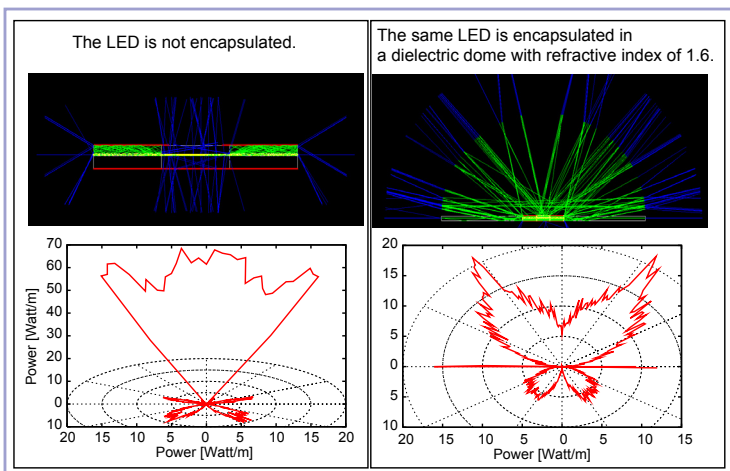 The LED is not encapsulated.
The same LED is encapsulated in
a dielectric dome with refractive index of 1.6.
70
60
50
40
30
20
10
0
10
Power [Watt/m]
20 15 10 5 0 5 10 15 20
Power [Watt/m]
20
15
10
5
0
5
10
20 15 10 5 0 5 10 15
Power [Watt/m]